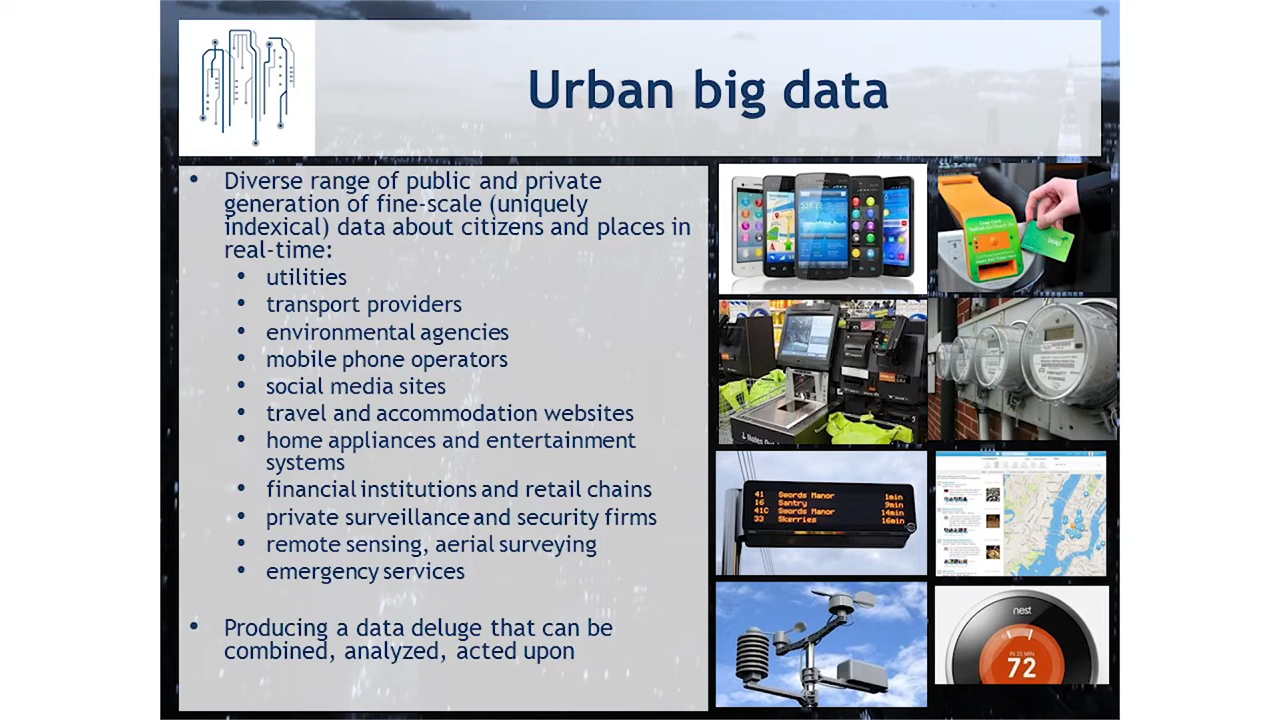 Urban big data
• Diverse range of public and private
generation of fine-scale (uniquely
indexical) data about citizens and places in
real-time:
• utilities
• transport providers
• environmental agencies
• mobile phone operators
• social media sites
• travel and accommodation websites
• home appliances and entertainment
systems
• financial institutions and retail chains
• private surveillance and security firms
• remote sensing, aerial surveying
• emergency services
• Producing a data deluge that can be
combined, analyzed, acted upon
41 Swords Manor 1min
16 Santry 9min
41C Swords Manor 14min
33 Skerries 16min
nest
IN 25 MIN
72